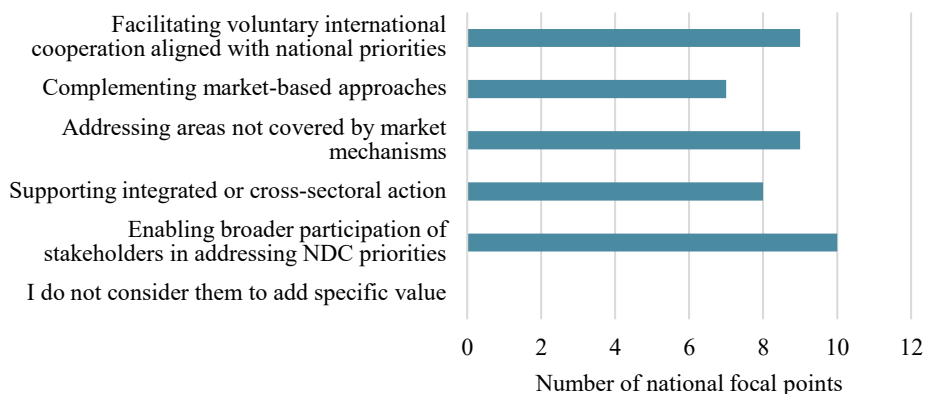 Facilitating voluntary international
cooperation aligned with national priorities
Complementing market-based approaches
Addressing areas not covered by market
mechanisms
Supporting integrated or cross-sectoral action
Enabling broader participation of
stakeholders in addressing NDC priorities
I do not consider them to add specific value
0 2 4 6 8 10 12
Number of national focal points